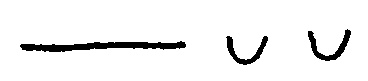 — ∪ ∪